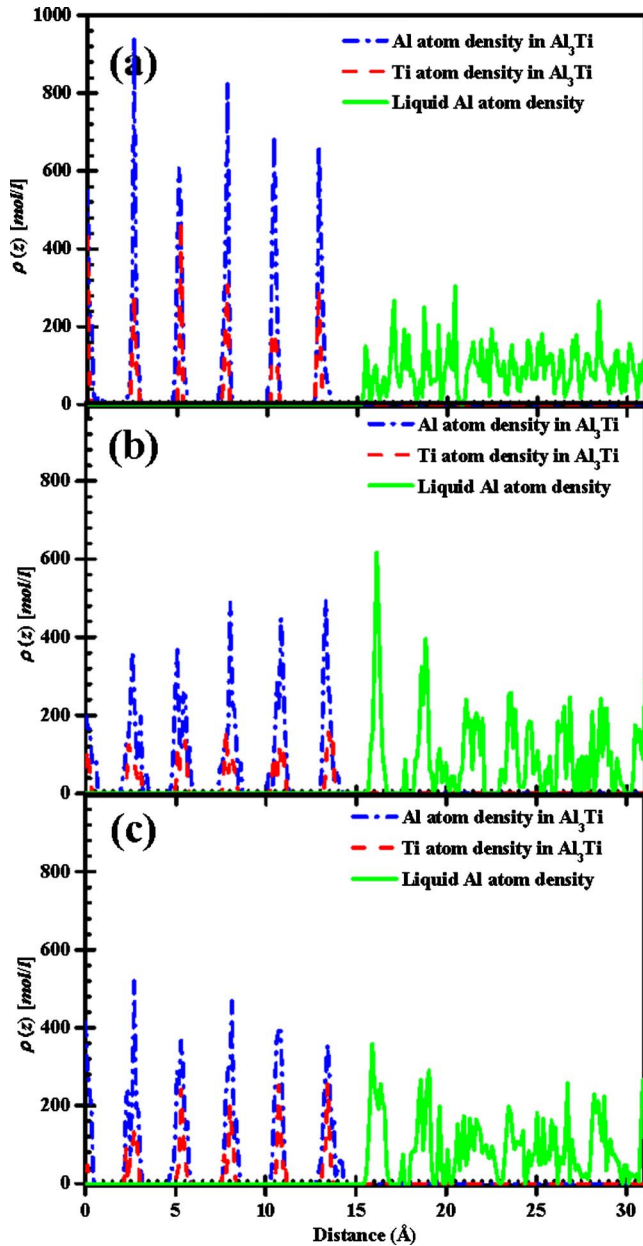 1000
(a)
Al atom density in Al₃Ti
Ti atom density in Al₃Ti
Liquid Al atom density
800
600
400
200
0
ρ (z) [mol/l]
(b)
Al atom density in Al₃Ti
Ti atom density in Al₃Ti
Liquid Al atom density
800
600
400
200
0
ρ (z) [mol/l]
(c)
Al atom density in Al₃Ti
Ti atom density in Al₃Ti
Liquid Al atom density
800
600
400
200
0
ρ (z) [mol/l]
0 5 10 15 20 25 30
Distance (Å)